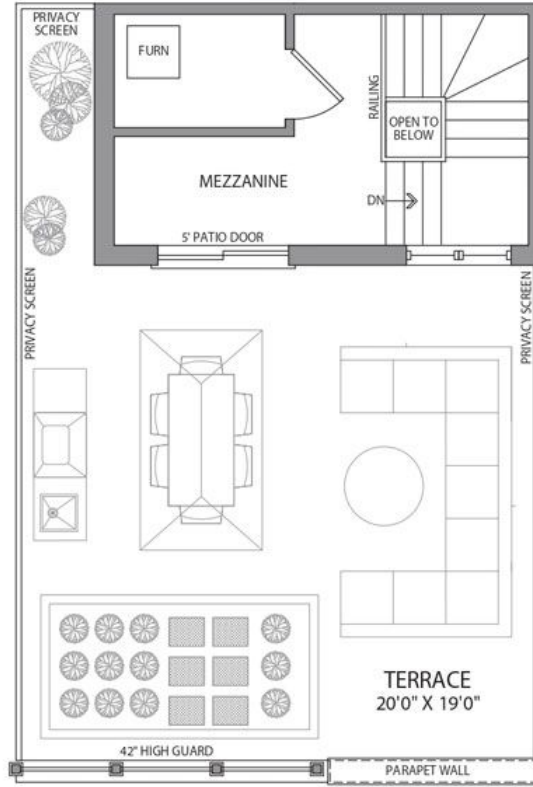 PRIVACY
SCREEN
FURN
RAILING
OPEN TO
BELOW
MEZZANINE
DN
5' PATIO DOOR
PRIVACY SCREEN
PRIVACY SCREEN
TERRACE
20'0" X 19'0"
42" HIGH GUARD
PARAPET WALL